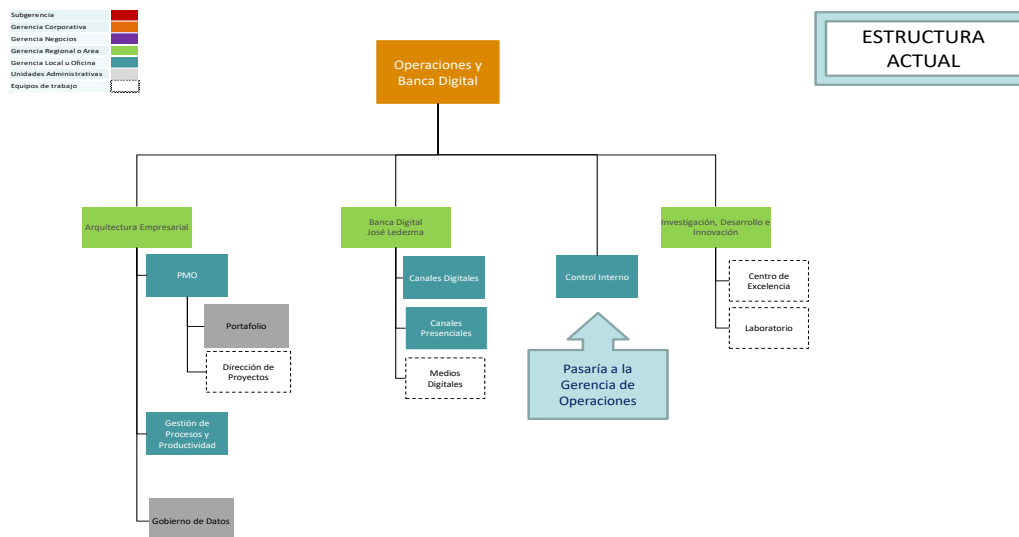 Subgerencia
Gerencia Corporativa
Gerencia Negocios
Gerencia Regional o Area
Gerencia Local u Oficina
Unidades Administrativas
Equipos de trabajo
ESTRUCTURA
ACTUAL
Operaciones y
Banca Digital
Arquitectura Empresarial
Banca Digital
José Ledezma
Investigación, Desarrollo e
Innovación
PMO
Canales Digitales
Control Interno
Centro de
Excelencia
Portafolio
Canales
Presenciales
Laboratorio
Dirección de
Proyectos
Medios
Digitales
Pasaría a la
Gerencia de
Operaciones
Gestión de
Procesos y
Productividad
Gobierno de Datos